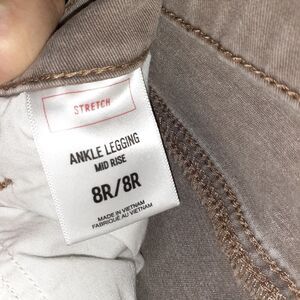 STRETCH
ANKLE LEGGING
MID RISE
8R/8R
MADE IN VIETNAM
FABRIQUÉ AU VIETNAM